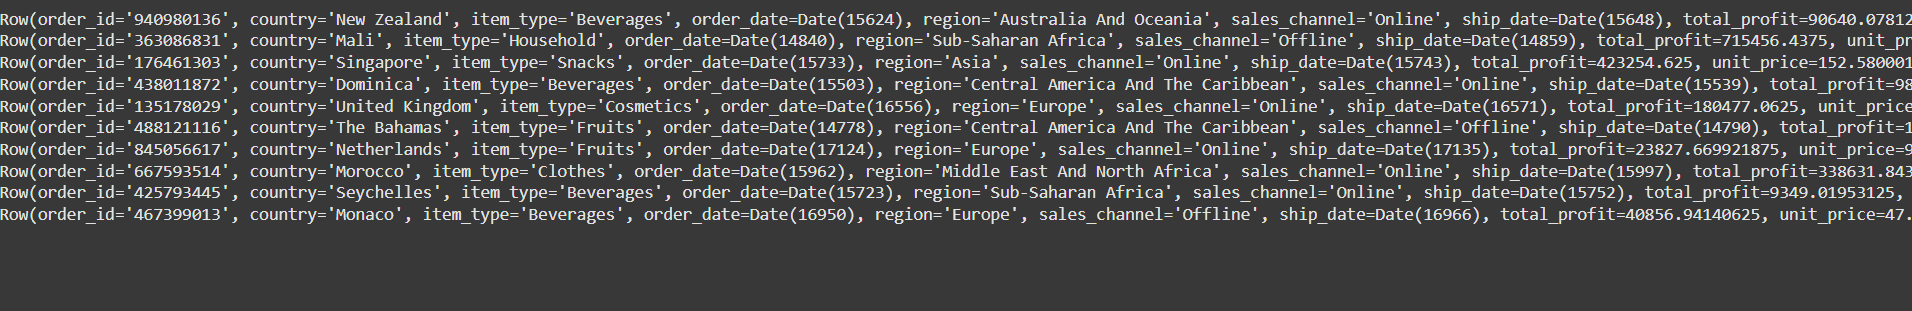 Row(order_id='940980136', country='New Zealand', item_type='Beverages', order_date=Date(15624), region='Australia And Oceania', sales_channel='Online', ship_date=Date(15648), total_profit=90640.07812
Row(order_id='363086831', country='Mali', item_type='Household', order_date=Date(14840), region='Sub-Saharan Africa', sales_channel='Offline', ship_date=Date(14859), total_profit=715456.4375, unit_pr
Row(order_id='176461303', country='Singapore', item_type='Snacks', order_date=Date(15733), region='Asia', sales_channel='Online', ship_date=Date(15743), total_profit=423254.625, unit_price=152.580001
Row(order_id='438011872', country='Dominica', item_type='Beverages', order_date=Date(15503), region='Central America And The Caribbean', sales_channel='Online', ship_date=Date(15539), total_profit=98
Row(order_id='135178029', country='United Kingdom', item_type='Cosmetics', order_date=Date(16556), region='Europe', sales_channel='Online', ship_date=Date(16571), total_profit=180477.0625, unit_price
Row(order_id='488121116', country='The Bahamas', item_type='Fruits', order_date=Date(14778), region='Central America And The Caribbean', sales_channel='Offline', ship_date=Date(14790), total_profit=1
Row(order_id='845056617', country='Netherlands', item_type='Fruits', order_date=Date(17124), region='Europe', sales_channel='Online', ship_date=Date(17135), total_profit=23827.669921875, unit_price=9
Row(order_id='667593514', country='Morocco', item_type='Clothes', order_date=Date(15962), region='Middle East And North Africa', sales_channel='Online', ship_date=Date(15997), total_profit=338631.843
Row(order_id='425793445', country='Seychelles', item_type='Beverages', order_date=Date(15723), region='Sub-Saharan Africa', sales_channel='Online', ship_date=Date(15752), total_profit=9349.01953125,
Row(order_id='467399013', country='Monaco', item_type='Beverages', order_date=Date(16950), region='Europe', sales_channel='Offline', ship_date=Date(16966), total_profit=40856.94140625, unit_price=47.